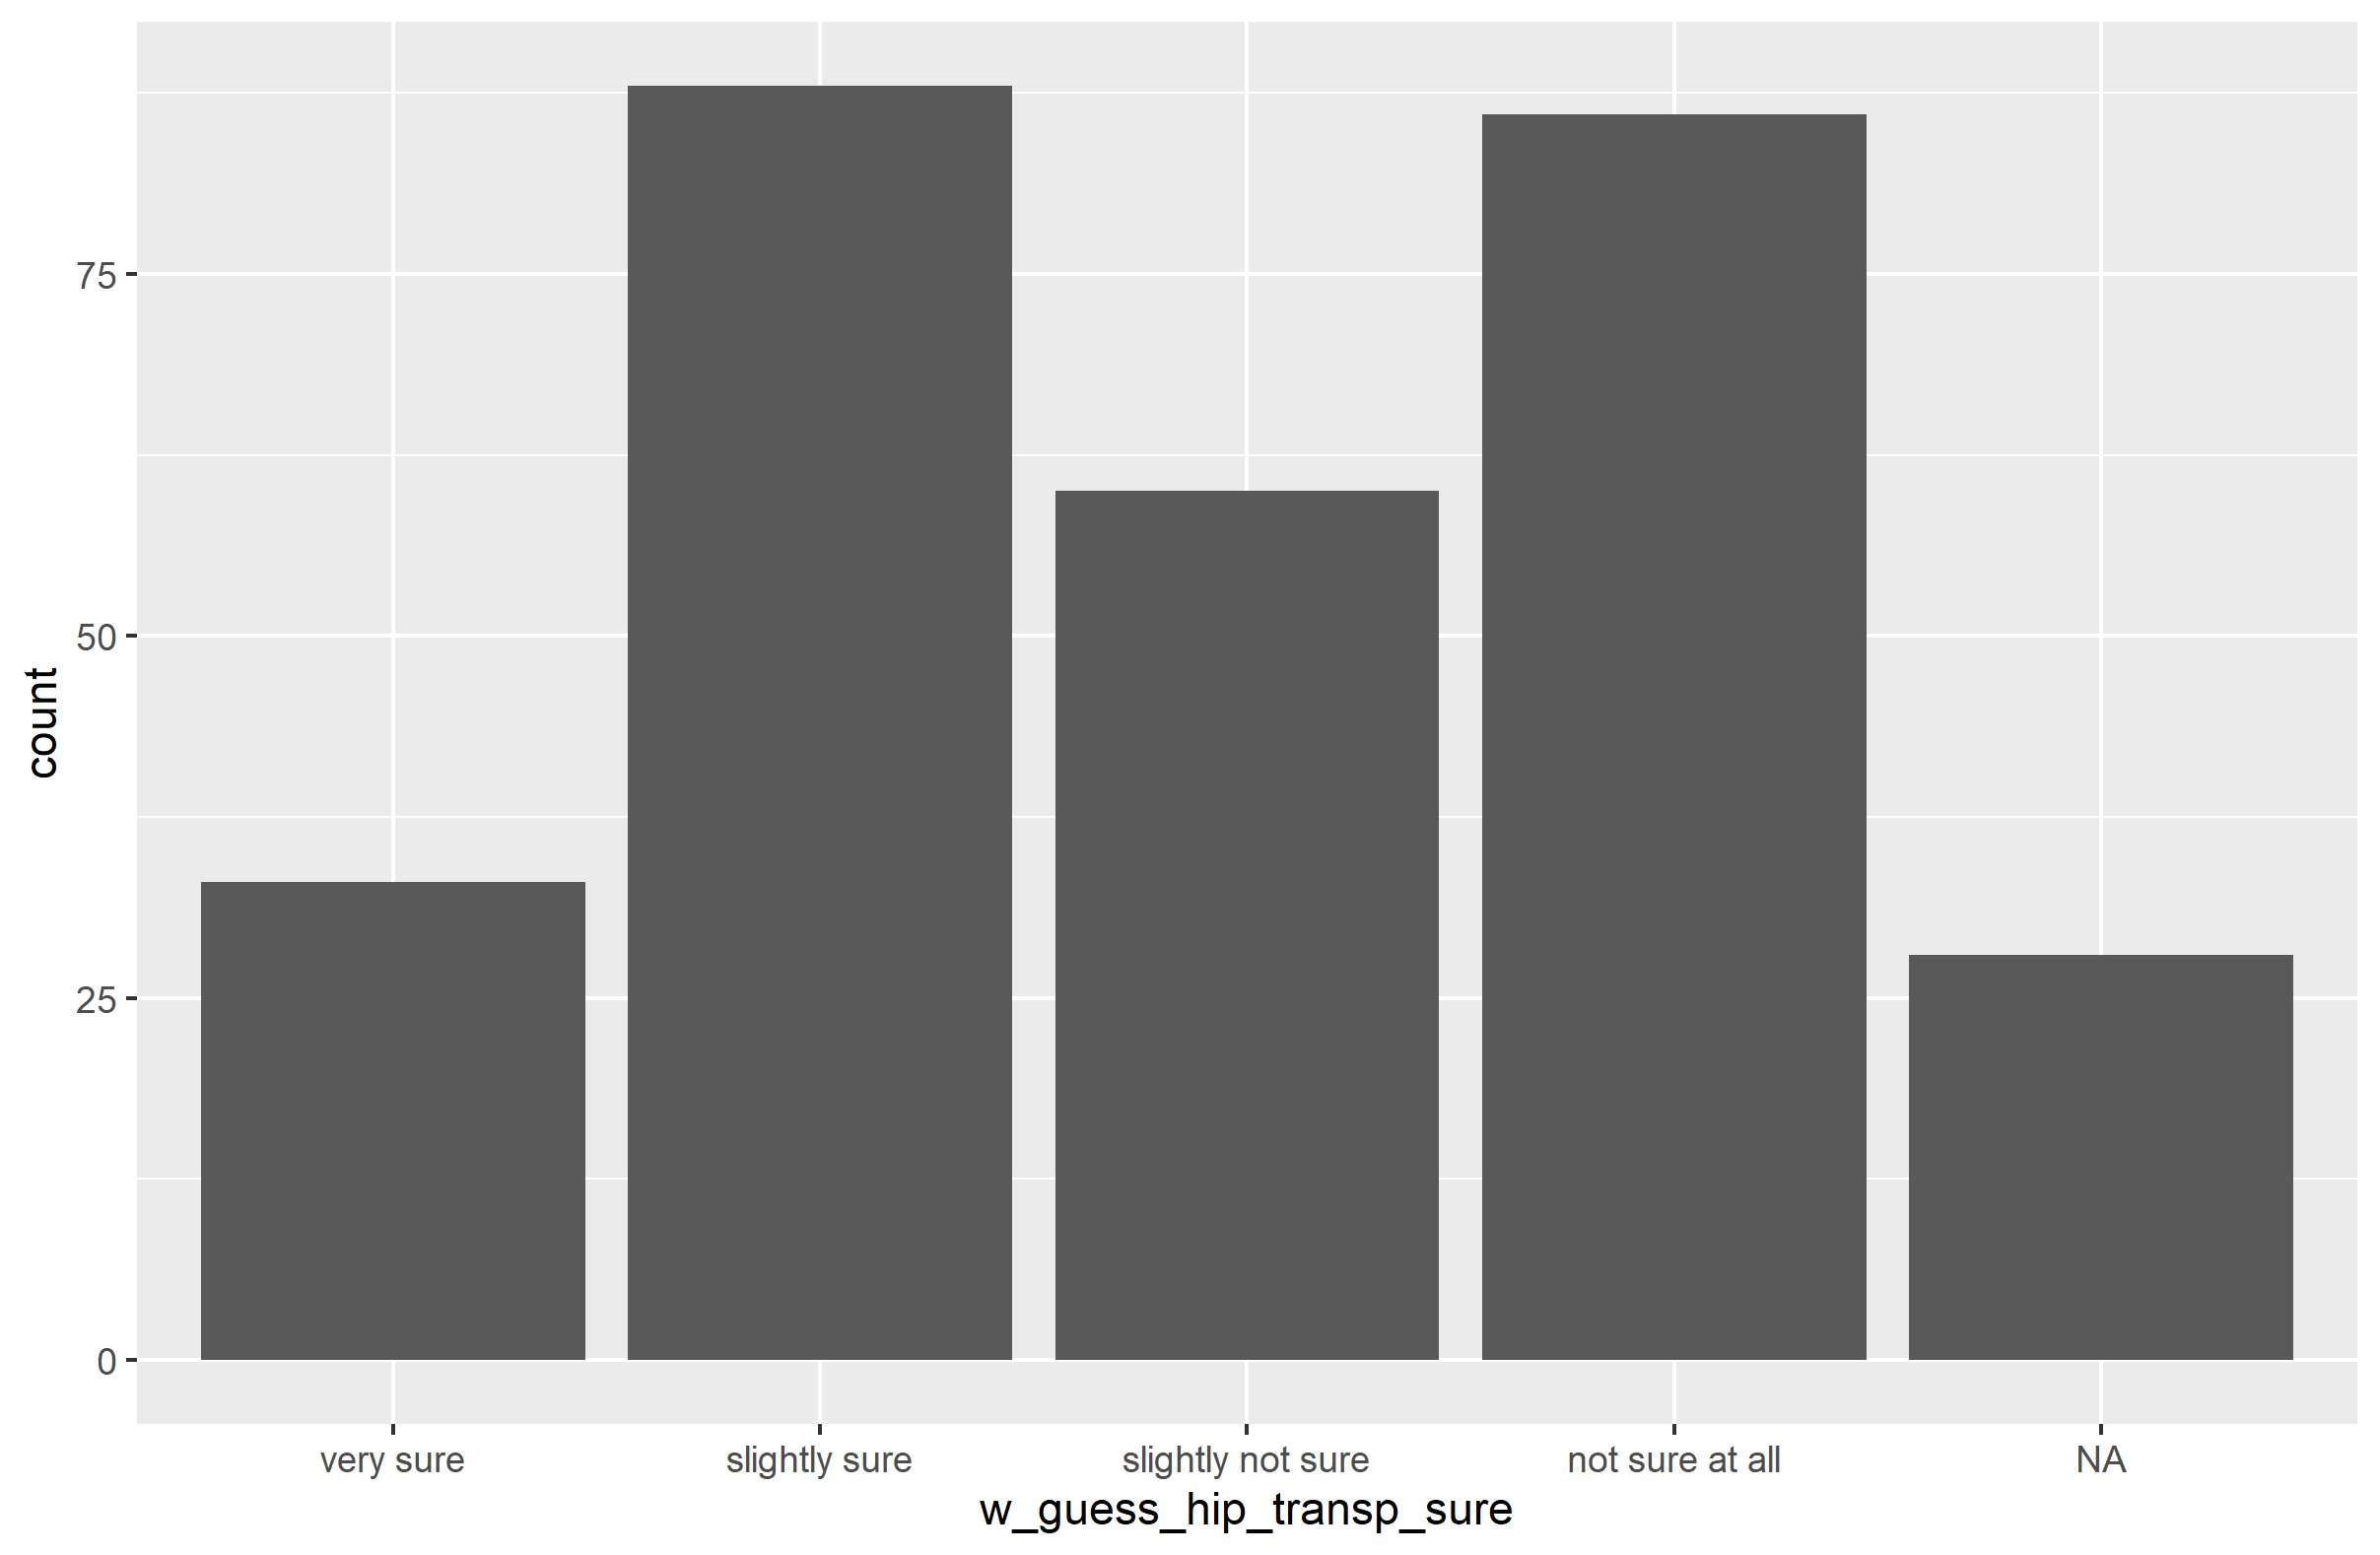 count
75
50
25
0
very sure
slightly sure
slightly not sure
not sure at all
NA
w_guess_hip_transp_sure